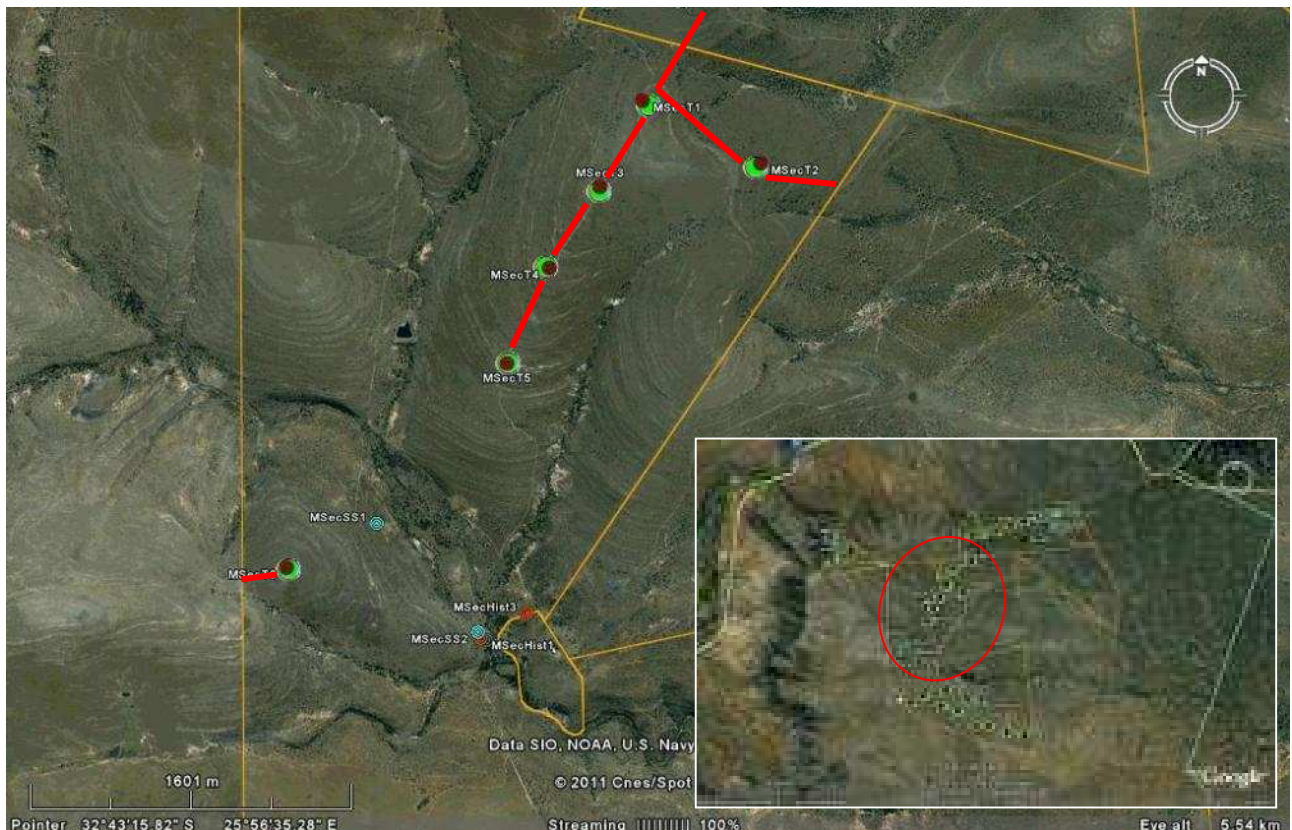 N
MSecT1
MSecT2
MSecT3
MSecT4
MSecT5
MSecSS1
MSecHist3
MSecSS2
MSecHist1
Data SIO, NOAA, U.S. Navy
1601 m
© 2011 Cnes/Spot
Google
Pointer 32°43'15.82" S 25°56'35.28" E
Streaming 100%
Eye alt 5.54 km